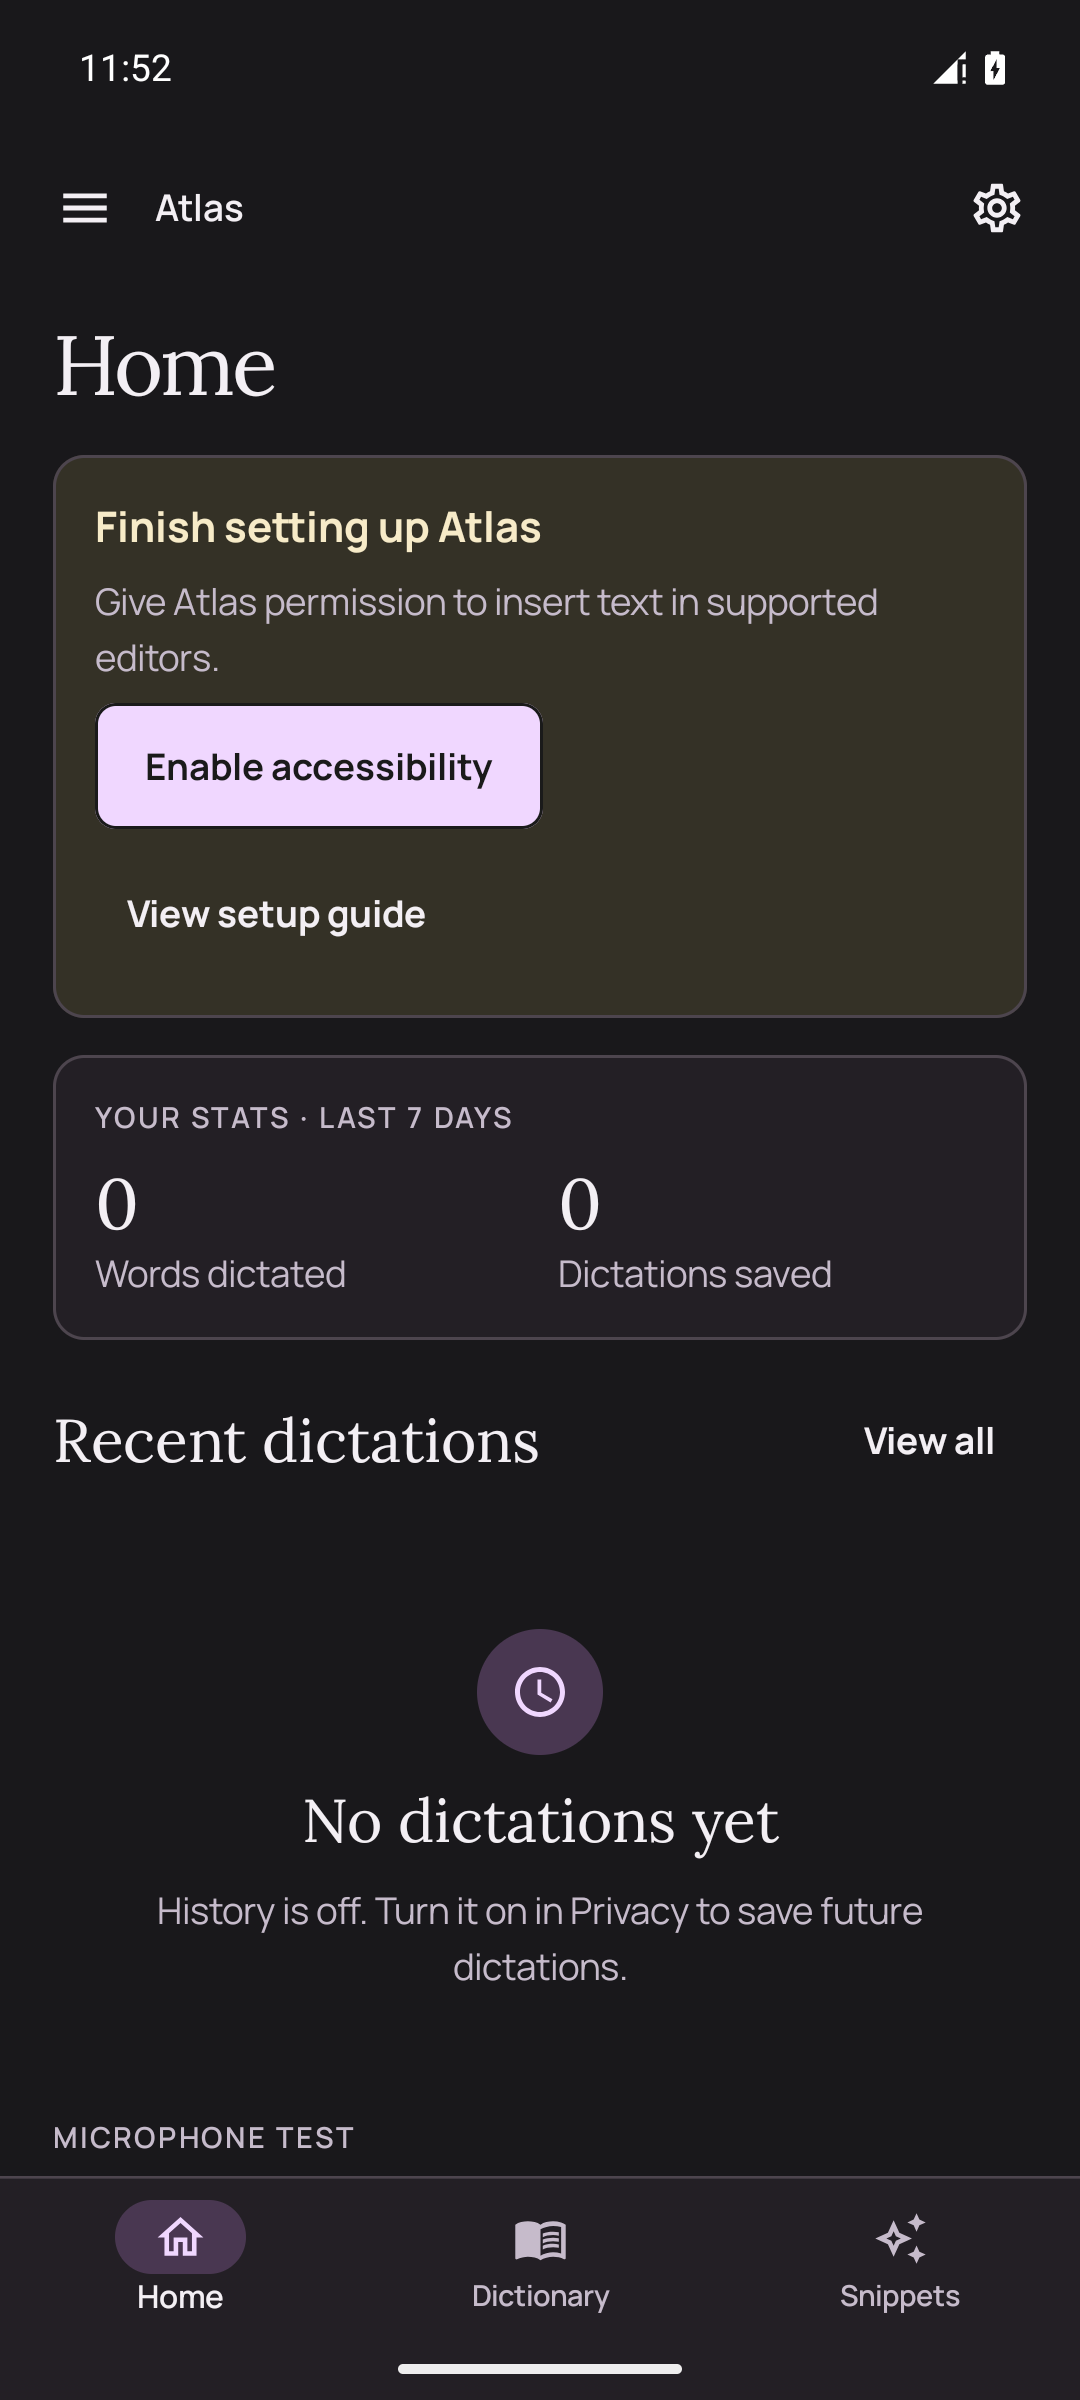 11:52
Atlas
Home
Finish setting up Atlas
Give Atlas permission to insert text in supported
editors.
Enable accessibility
View setup guide
YOUR STATS · LAST 7 DAYS
0
0
Words dictated
Dictations saved
Recent dictations
View all
No dictations yet
History is off. Turn it on in Privacy to save future
dictations.
MICROPHONE TEST
Home
Dictionary
Snippets